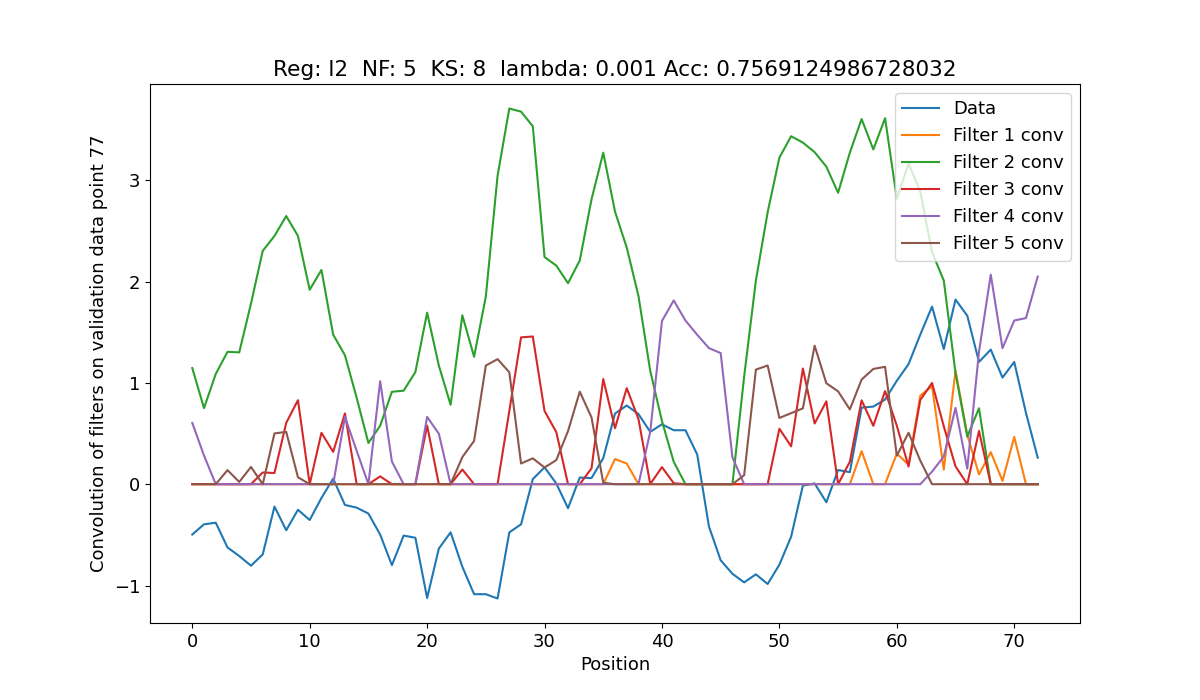 Reg: l2  NF: 5  KS: 8  lambda: 0.001 Acc: 0.7569124986728032
Convolution of filters on validation data point 77
3
2
1
0
−1
0 10 20 30 40 50 60 70
Position
Data
Filter 1 conv
Filter 2 conv
Filter 3 conv
Filter 4 conv
Filter 5 conv